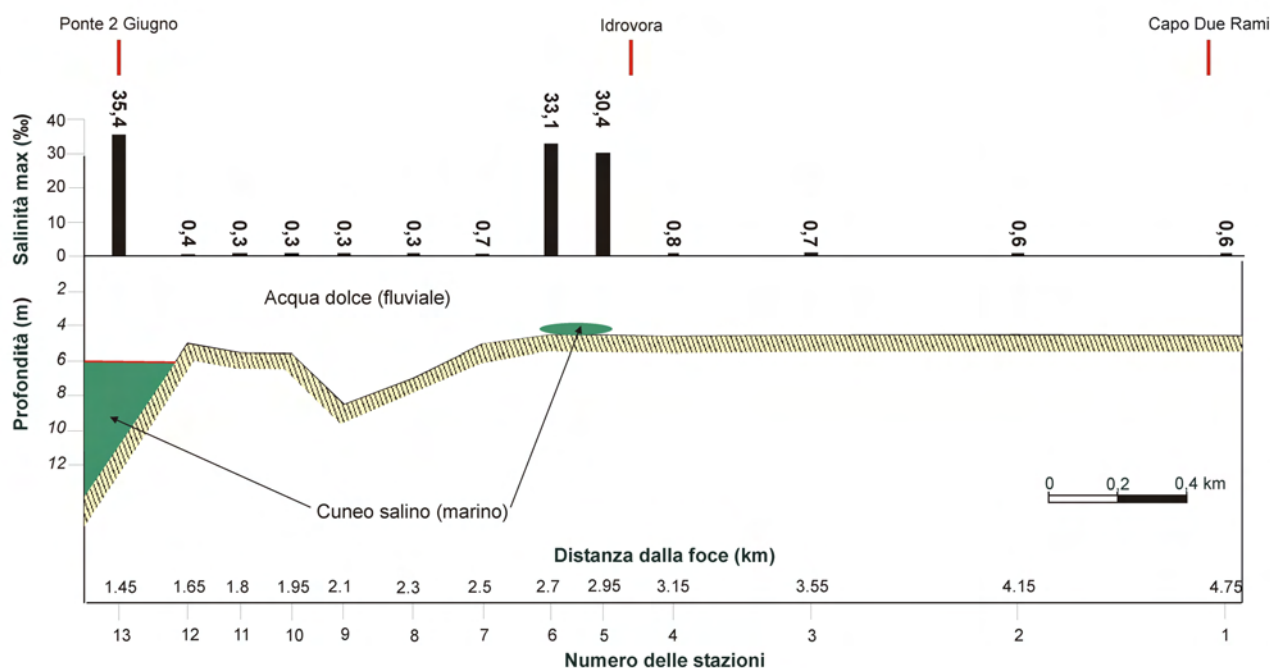 Ponte 2 Giugno Idrovora Capo Due Rami
Salinità max (‰)
40
30
20
10
0
35,4 0,4 0,3 0,3 0,3 0,3 0,7 33,1 30,4 0,8 0,7 0,6 0,6
Profondità (m)
2
4
6
8
10
12
Acqua dolce (fluviale)
Cuneo salino (marino)
0 0,2 0,4 km
Distanza dalla foce (km)
1.45 1.65 1.8 1.95 2.1 2.3 2.5 2.7 2.95 3.15 3.55 4.15 4.75
13 12 11 10 9 8 7 6 5 4 3 2 1
Numero delle stazioni